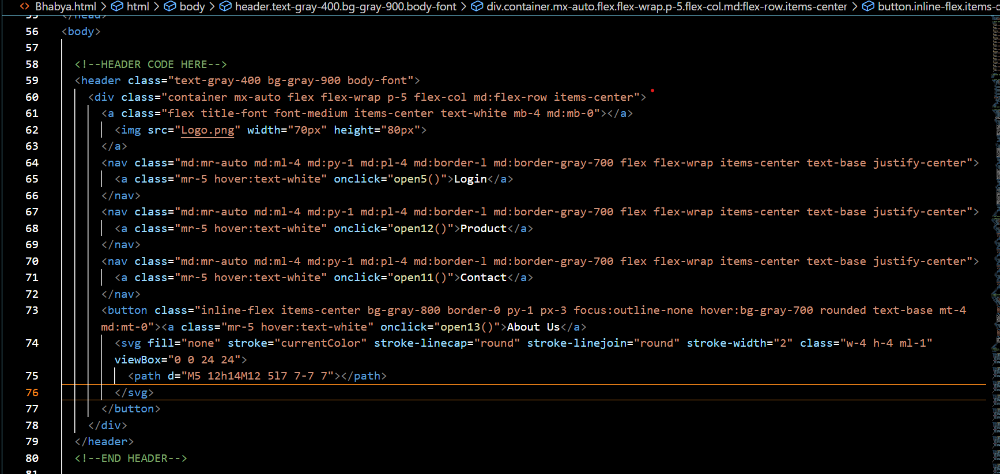 Bhabya.html > html > body > header.text-gray-400.bg-gray-900.body-font > div.container.mx-auto.flex.flex-wrap.p-5.flex-col.md:flex-row.items-center > button.inline-flex.items-c
55 </head>
56 <body>
57
58 <!--HEADER CODE HERE-->
59 <header class="text-gray-400 bg-gray-900 body-font">
60 <div class="container mx-auto flex flex-wrap p-5 flex-col md:flex-row items-center">
61 <a class="flex title-font font-medium items-center text-white mb-4 md:mb-0"></a>
62 <img src="Logo.png" width="70px" height="80px">
63 </a>
64 <nav class="md:mr-auto md:ml-4 md:py-1 md:pl-4 md:border-l md:border-gray-700 flex flex-wrap items-center text-base justify-center">
65 <a class="mr-5 hover:text-white" onclick="open5()">Login</a>
66 </nav>
67 <nav class="md:mr-auto md:ml-4 md:py-1 md:pl-4 md:border-l md:border-gray-700 flex flex-wrap items-center text-base justify-center">
68 <a class="mr-5 hover:text-white" onclick="open12()">Product</a>
69 </nav>
70 <nav class="md:mr-auto md:ml-4 md:py-1 md:pl-4 md:border-l md:border-gray-700 flex flex-wrap items-center text-base justify-center">
71 <a class="mr-5 hover:text-white" onclick="open11()">Contact</a>
72 </nav>
73 <button class="inline-flex items-center bg-gray-800 border-0 py-1 px-3 focus:outline-none hover:bg-gray-700 rounded text-base mt-4
md:mt-0"><a class="mr-5 hover:text-white" onclick="open13()">About Us</a>
74 <svg fill="none" stroke="currentColor" stroke-linecap="round" stroke-linejoin="round" stroke-width="2" class="w-4 h-4 ml-1"
viewBox="0 0 24 24">
75 <path d="M5 12h14M12 5l7 7-7 7"></path>
76 </svg>
77 </button>
78 </div>
79 </header>
80 <!--END HEADER-->
81